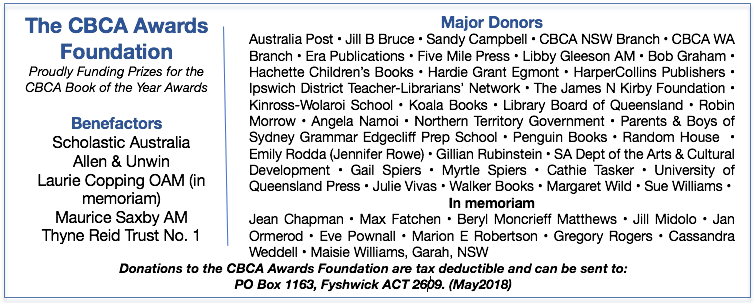 The CBCA Awards
Foundation
Proudly Funding Prizes for the
CBCA Book of the Year Awards
Benefactors
Scholastic Australia
Allen & Unwin
Laurie Copping OAM (in
memoriam)
Maurice Saxby AM
Thyne Reid Trust No. 1
Major Donors
Australia Post • Jill B Bruce • Sandy Campbell • CBCA NSW Branch • CBCA WA
Branch • Era Publications • Five Mile Press • Libby Gleeson AM • Bob Graham •
Hachette Children's Books • Hardie Grant Egmont • HarperCollins Publishers •
Ipswich District Teacher-Librarians' Network • The James N Kirby Foundation •
Kinross-Wolaroi School • Koala Books • Library Board of Queensland • Robin
Morrow • Angela Namoi • Northern Territory Government • Parents & Boys of
Sydney Grammar Edgecliff Prep School • Penguin Books • Random House •
Emily Rodda (Jennifer Rowe) • Gillian Rubinstein • SA Dept of the Arts & Cultural
Development • Gail Spiers • Myrtle Spiers • Cathie Tasker • University of
Queensland Press • Julie Vivas • Walker Books • Margaret Wild • Sue Williams •
In memoriam
Jean Chapman • Max Fatchen • Beryl Moncrieff Matthews • Jill Midolo • Jan
Ormerod • Eve Pownall • Marion E Robertson • Gregory Rogers • Cassandra
Weddell • Maisie Williams, Garah, NSW
Donations to the CBCA Awards Foundation are tax deductible and can be sent to:
PO Box 1163, Fyshwick ACT 2609. (May2018)